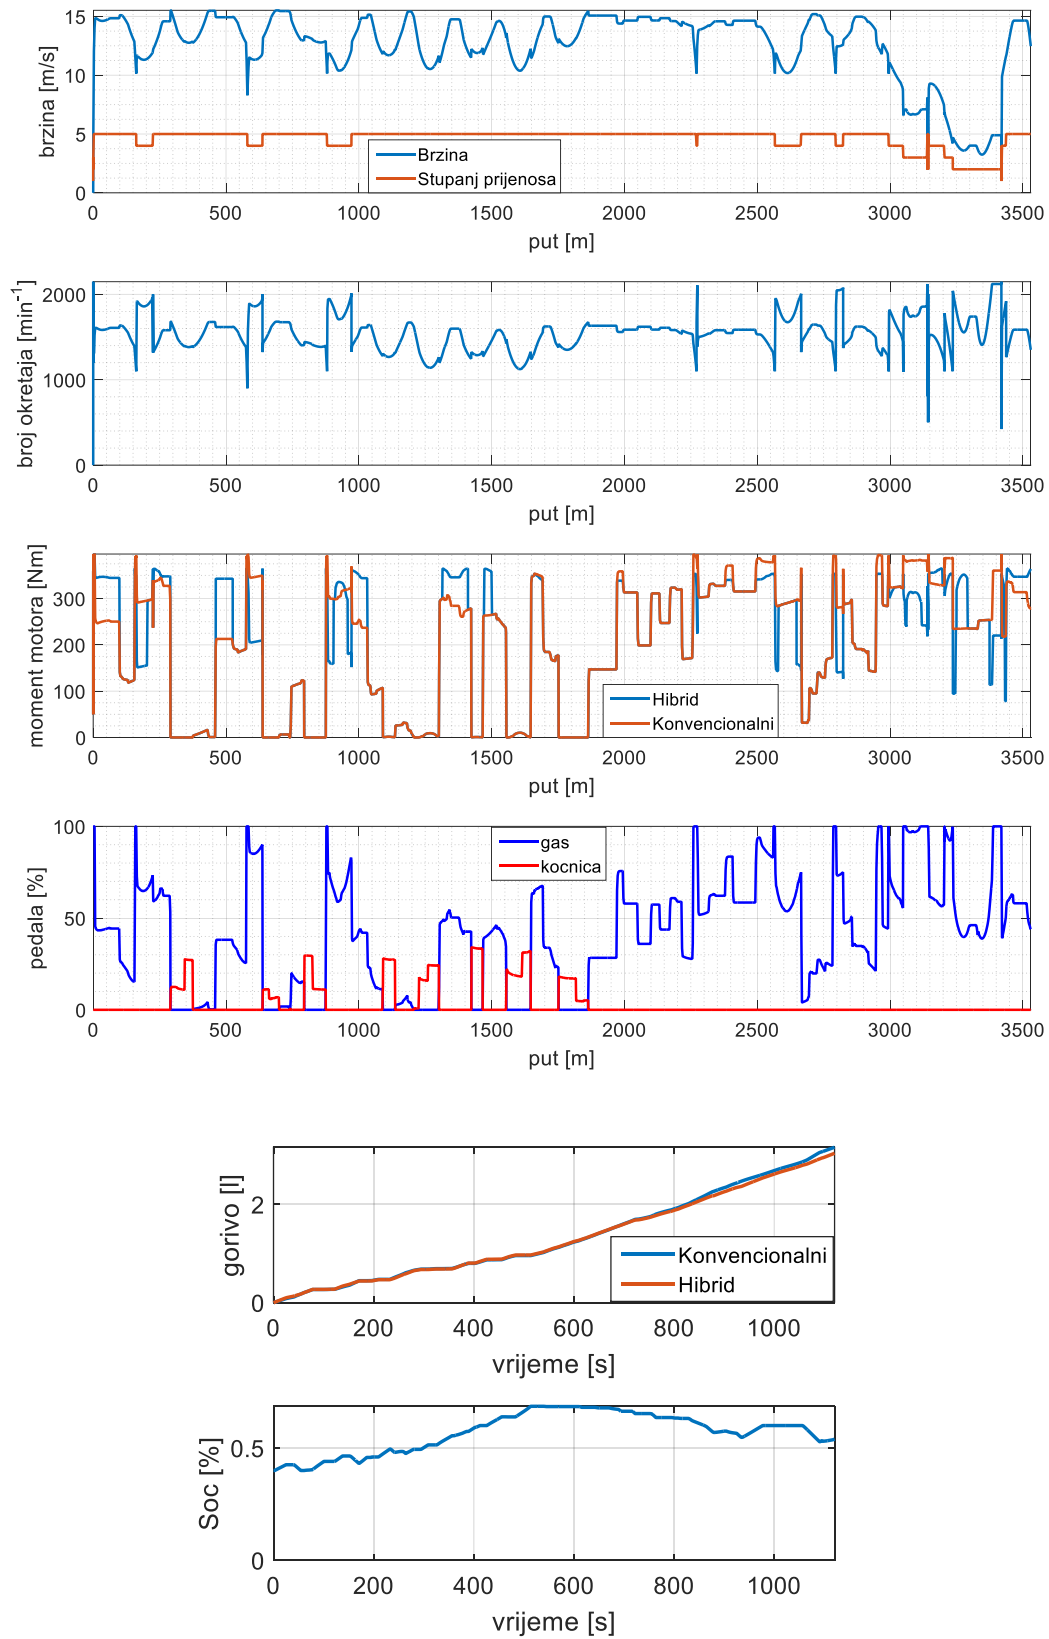 15
10
5
0
brzina [m/s]
Brzina
Stupanj prijenosa
0 500 1000 1500 2000 2500 3000 3500
put [m]
2000
1000
0
broj okretaja [min-1]
0 500 1000 1500 2000 2500 3000 3500
put [m]
300
200
100
0
moment motora [Nm]
Hibrid
Konvencionalni
0 500 1000 1500 2000 2500 3000 3500
put [m]
100
50
0
pedala [%]
gas
kocnica
0 500 1000 1500 2000 2500 3000 3500
put [m]
2
0
gorivo [l]
Konvencionalni
Hibrid
0 200 400 600 800 1000
vrijeme [s]
0.5
0
Soc [%]
0 200 400 600 800 1000
vrijeme [s]